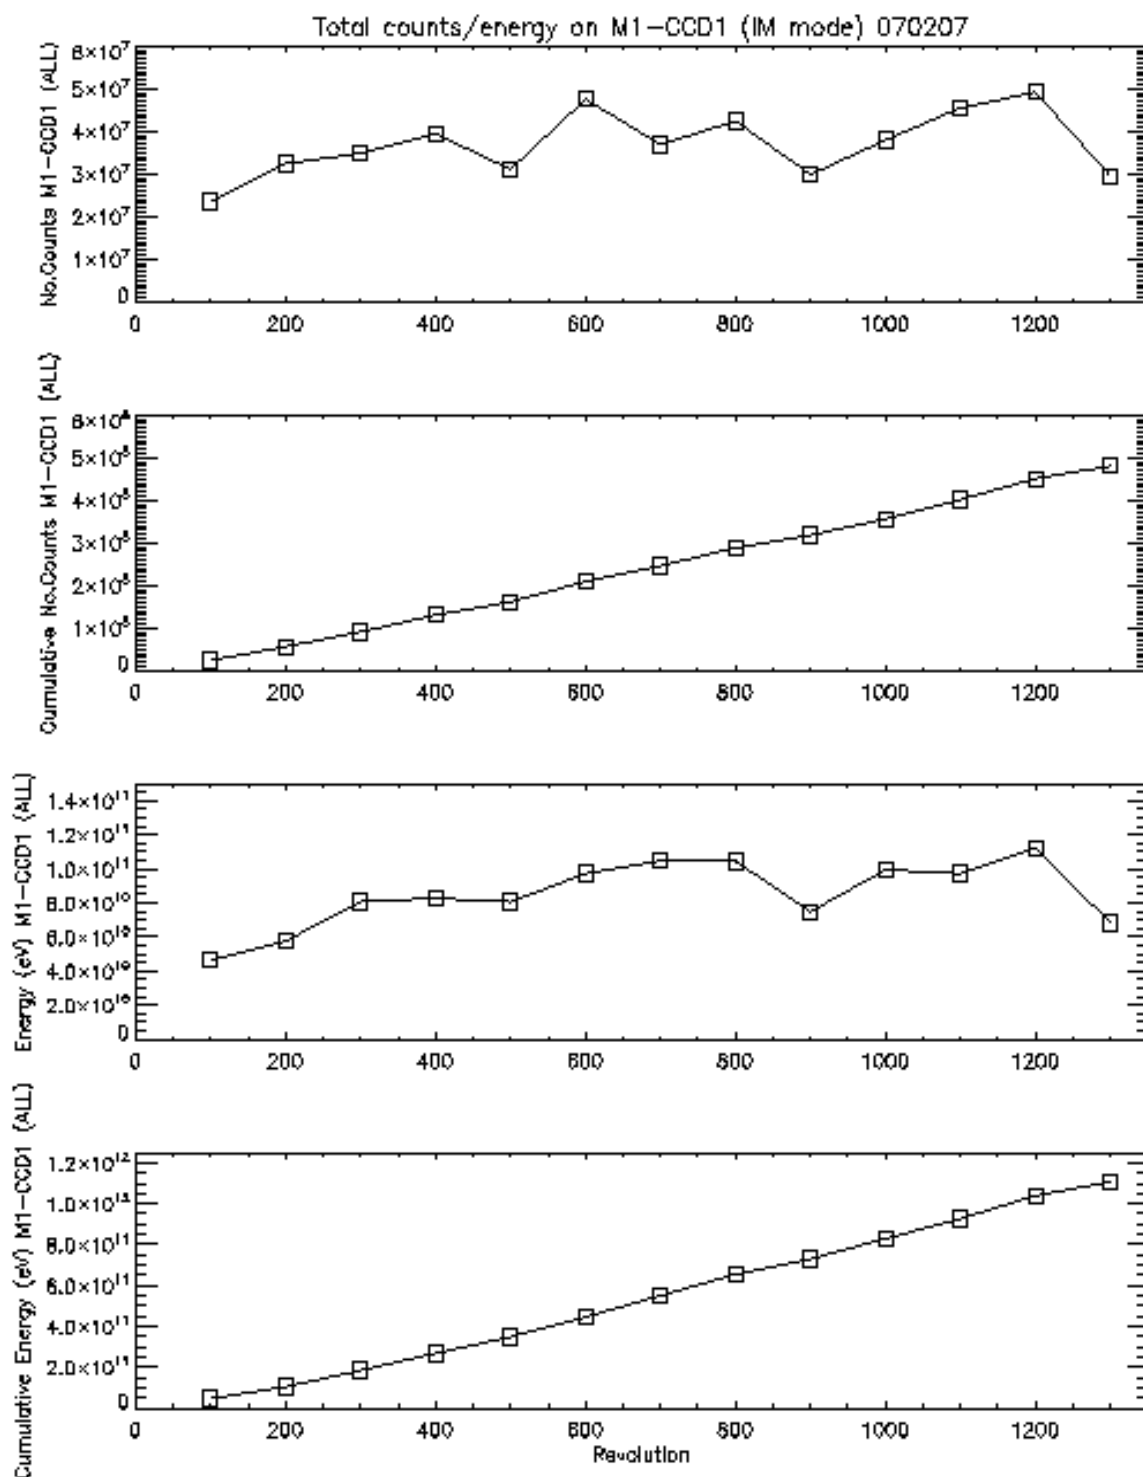 Total counts/energy on M1-CCD1 (IM mode) 070207
No.Counts M1-CCD1 (ALL)
6×10⁷
5×10⁷
4×10⁷
3×10⁷
2×10⁷
1×10⁷
0
0 200 400 600 800 1000 1200
Cumulative No.Counts M1-CCD1 (ALL)
6×10⁸
5×10⁸
4×10⁸
3×10⁸
2×10⁸
1×10⁸
0
0 200 400 600 800 1000 1200
Energy (eV) M1-CCD1 (ALL)
1.4×10¹¹
1.2×10¹¹
1.0×10¹¹
8.0×10¹⁰
6.0×10¹⁰
4.0×10¹⁰
2.0×10¹⁰
0
0 200 400 600 800 1000 1200
Cumulative Energy (eV) M1-CCD1 (ALL)
1.2×10¹²
1.0×10¹²
8.0×10¹¹
6.0×10¹¹
4.0×10¹¹
2.0×10¹¹
0
0 200 400 600 800 1000 1200
Revolution